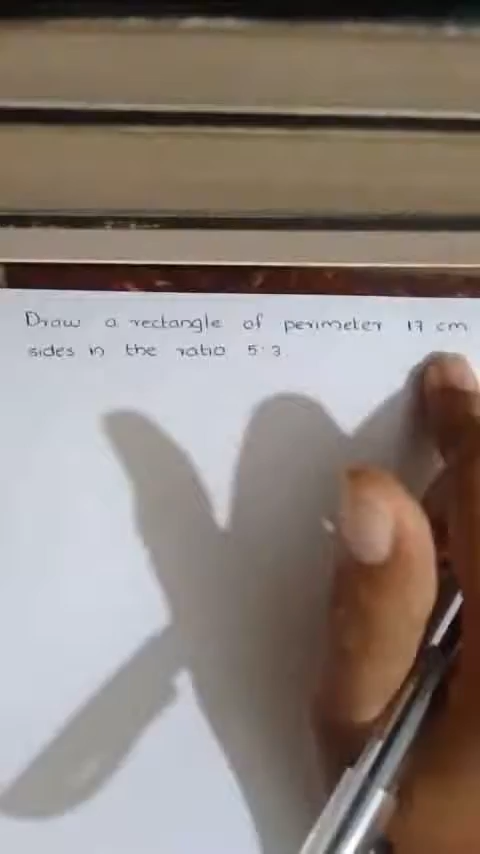 Draw a rectangle of perimeter 17 cm
sides in the ratio 5:3